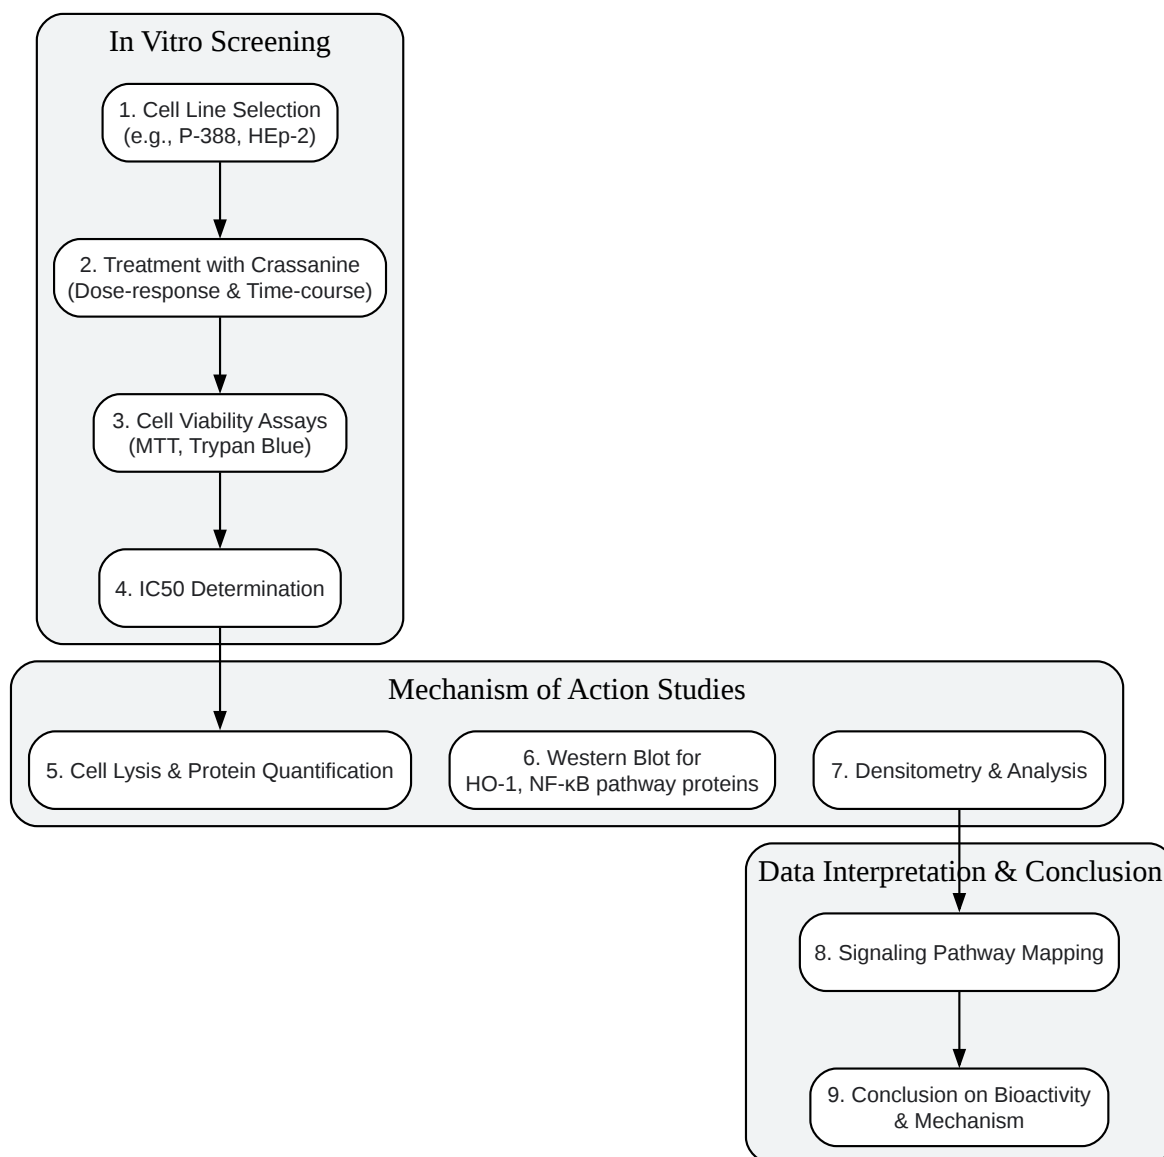 In Vitro Screening
1. Cell Line Selection
(e.g., P-388, HEp-2)
2. Treatment with Crassanine
(Dose-response & Time-course)
3. Cell Viability Assays
(MTT, Trypan Blue)
4. IC50 Determination
Mechanism of Action Studies
5. Cell Lysis & Protein Quantification
6. Western Blot for
HO-1, NF-κB pathway proteins
7. Densitometry & Analysis
Data Interpretation & Conclusion
8. Signaling Pathway Mapping
9. Conclusion on Bioactivity
& Mechanism